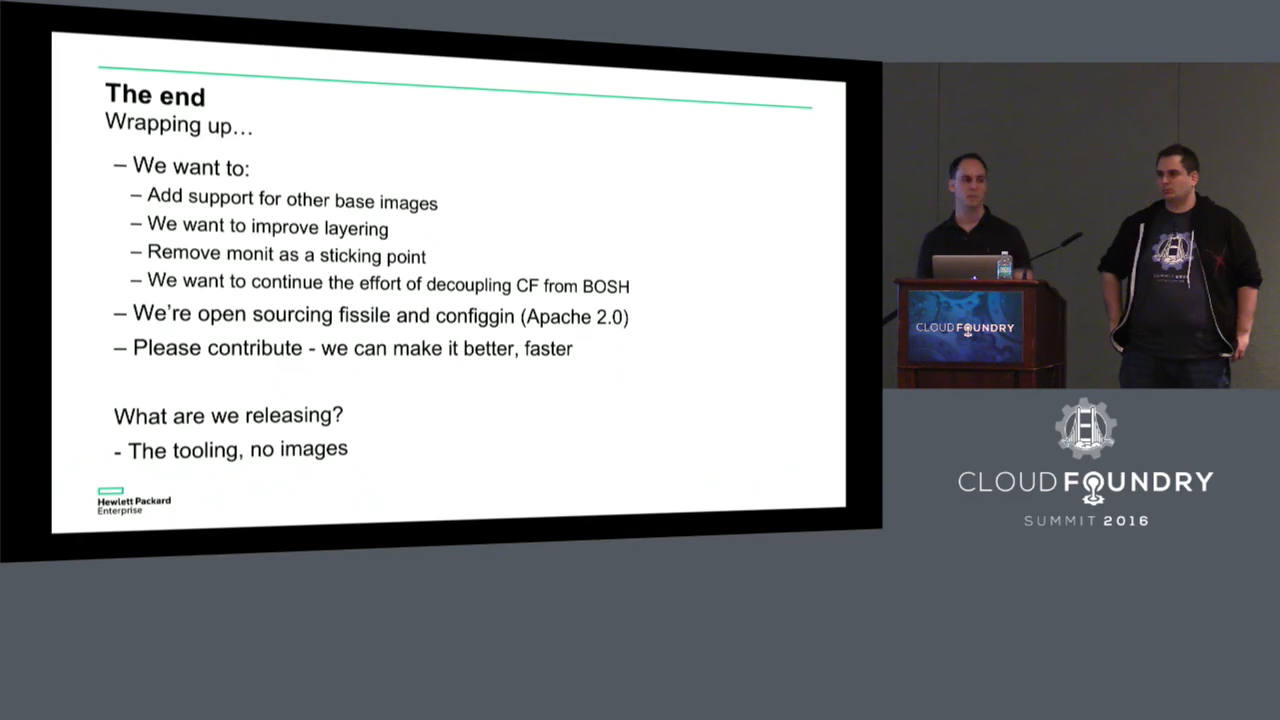 The end
Wrapping up…
– We want to:
– Add support for other base images
– We want to improve layering
– Remove monit as a sticking point
– We want to continue the effort of decoupling CF from BOSH
– We're open sourcing fissile and configgin (Apache 2.0)
– Please contribute - we can make it better, faster
What are we releasing?
- The tooling, no images
Hewlett Packard
Enterprise
CLOUD FOUNDRY
CLOUD FOUNDRY
SUMMIT 2016